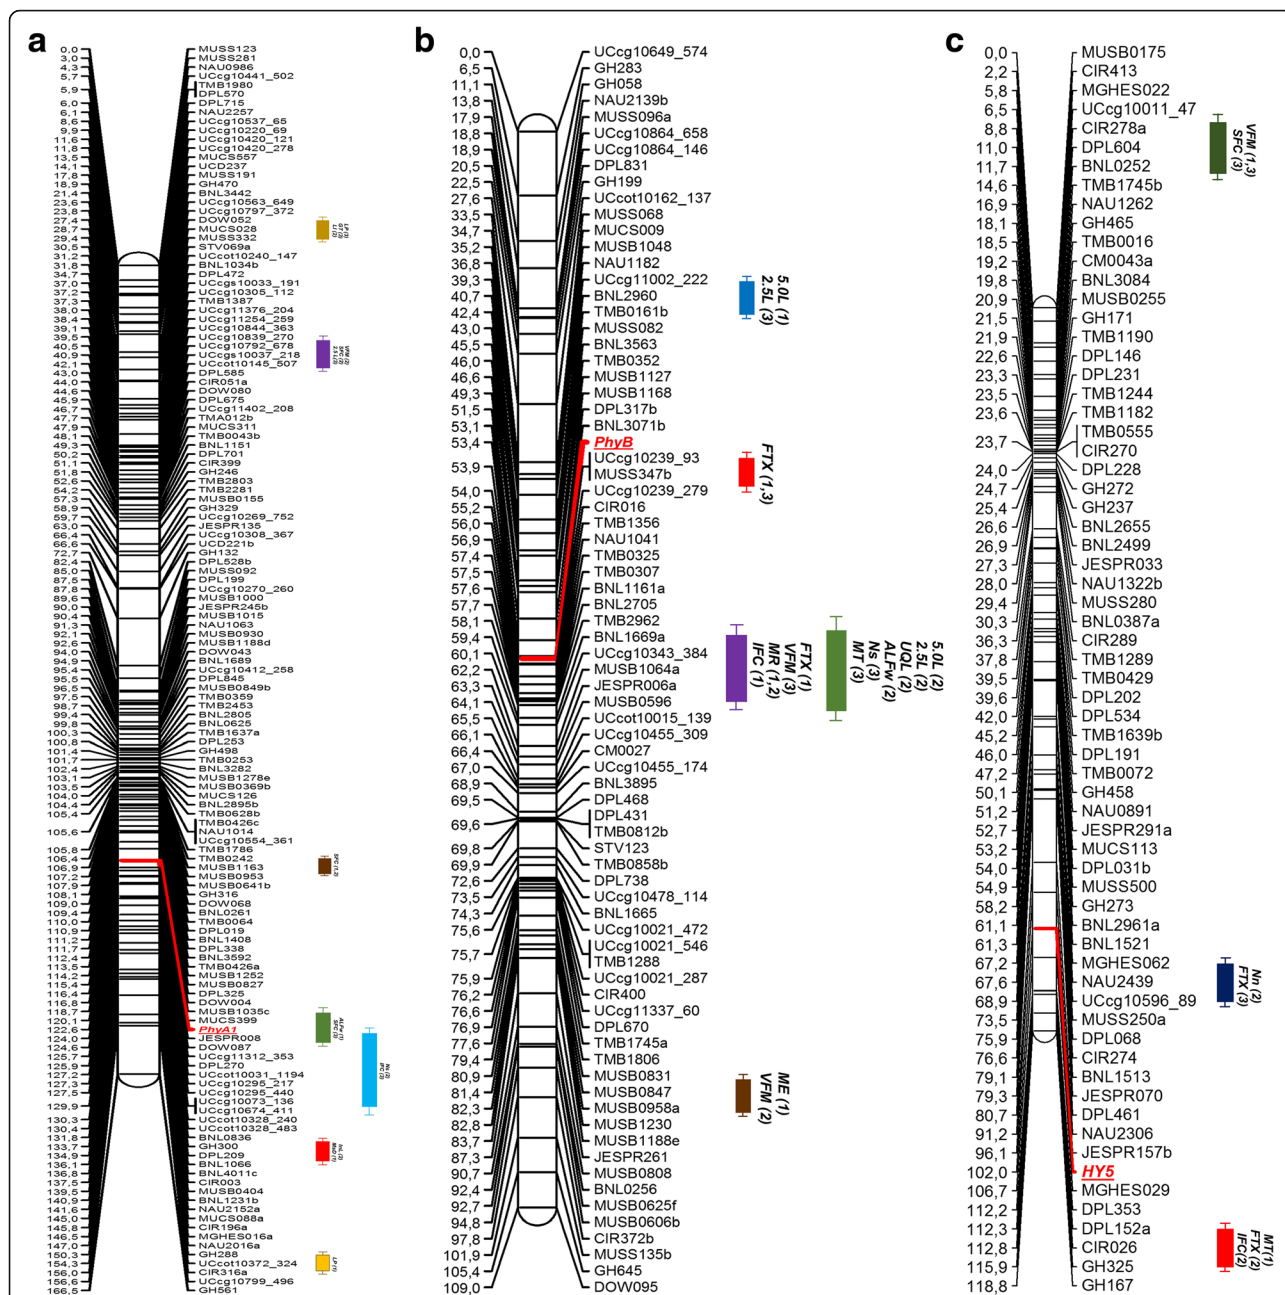 a
0,0 MUSS123
3,0 MUSS281
4,3 NAU0986
5,7 UCcg10441_502
5,9 TMB1980
DPL570
6,0 DPL715
6,1 NAU2257
8,6 UCcg10537_65
9,9 UCcg10220_69
11,6 UCcg10420_121
11,8 UCcg10420_278
13,5 MUCS557
14,1 UCD237
17,8 MUSS191
18,9 GH470
21,4 BNL3442
23,6 UCcg10563_649
23,8 UCcg10797_372
27,4 DOW052
28,7 MUCS028
29,4 MUSS332
30,5 STV069a
31,2 UCcot10240_147
31,8 BNL1034b
34,7 DPL472
37,0 UCcgs10033_191
37,2 UCcg10305_112
37,3 TMB1387
38,0 UCcg11376_204
38,4 UCcg11254_259
39,1 UCcg10844_363
39,5 UCcg10839_270
40,5 UCcg10792_678
40,9 UCcgs10037_218
42,1 UCcot10145_507
43,0 DPL585
44,0 CIR051a
44,6 DOW080
45,9 DPL675
46,7 UCcg11402_208
47,7 TMA012b
47,9 MUCS311
48,1 TMB0043b
49,3 BNL1151
50,2 DPL701
51,1 CIR399
51,8 GH246
52,6 TMB2803
54,2 TMB2281
57,3 MUSB0155
58,9 GH329
59,7 UCcg10269_752
63,0 JESPR135
66,4 UCcg10308_367
66,6 UCD221b
72,7 GH132
82,4 DPL528b
85,0 MUSS092
87,5 DPL199
87,8 UCcg10270_260
89,6 MUSB1000
90,0 JESPR245b
90,4 MUSB1015
91,3 NAU1063
92,1 MUSB0930
92,6 MUSB1188d
94,0 DOW043
94,9 BNL1689
95,4 UCcg10412_258
95,5 DPL845
96,5 MUSB0849b
97,5 TMB0359
98,7 TMB2453
99,4 BNL2805
99,8 BNL0625
100,3 TMB1637a
100,8 DPL253
101,4 GH498
101,7 TMB0253
102,4 BNL3282
103,1 MUSB1278e
103,5 MUSB0369b
104,0 MUCS126
104,4 BNL2895b
105,4 TMB0628b
TMB0426c
105,6 NAU1014
UCcg10554_361
105,8 TMB1786
106,4 TMB0242
106,9 MUSB1163
107,2 MUSB0953
107,9 MUSB0641b
108,1 GH316
109,0 DOW068
109,4 BNL0261
110,0 TMB0064
110,9 DPL019
111,2 BNL1408
111,7 DPL338
112,4 BNL3592
113,5 TMB0426a
114,2 MUSB1252
115,4 MUSB0827
116,4 DPL325
116,8 DOW004
118,7 MUSB1035c
120,1 MUCS399
122,6 PhyA1
124,0 JESPR008
124,6 DOW087
125,7 UCcg11312_353
125,9 DPL270
127,2 UCcot10031_1194
127,3 UCcg10295_217
127,5 UCcg10295_440
129,9 UCcg10073_136
UCcg10674_411
130,3 UCcot10328_240
130,4 UCcot10328_483
131,8 BNL0836
133,7 GH300
134,9 DPL209
136,1 BNL1066
136,8 BNL4011c
137,5 CIR003
139,5 MUSB0404
140,9 BNL1231b
141,6 NAU2152a
145,0 MUCS088a
145,8 CIR196a
146,5 MGHES016a
147,0 NAU2016a
150,3 GH288
154,3 UCcot10372_324
156,0 CIR316a
156,6 UCcg10799_496
166,5 GH561
b
0,0 UCcg10649_574
6,5 GH283
11,1 GH058
13,8 NAU2139b
17,9 MUSS096a
18,8 UCcg10864_658
18,9 UCcg10864_146
20,5 DPL831
22,5 GH199
27,6 UCcot10162_137
33,5 MUSS068
34,7 MUCS009
35,2 MUSB1048
36,8 NAU1182
39,3 UCcg11002_222
40,7 BNL2960
42,4 TMB0161b
43,0 MUSS082
45,5 BNL3563
46,0 TMB0352
46,6 MUSB1127
49,3 MUSB1168
51,5 DPL317b
53,1 BNL3071b
53,4 PhyB
53,9 UCcg10239_93
MUSS347b
54,0 UCcg10239_279
55,2 CIR016
56,0 TMB1356
56,9 NAU1041
57,4 TMB0325
57,5 TMB0307
57,6 BNL1161a
57,7 BNL2705
58,1 TMB2962
59,4 BNL1669a
60,1 UCcg10343_384
62,2 MUSB1064a
63,3 JESPR006a
64,1 MUSB0596
65,5 UCcot10015_139
66,1 UCcg10455_309
66,4 CM0027
67,0 UCcg10455_174
68,9 BNL3895
69,5 DPL468
69,6 DPL431
TMB0812b
69,8 STV123
69,9 TMB0858b
72,6 DPL738
73,5 UCcg10478_114
74,3 BNL1665
75,6 UCcg10021_472
75,7 UCcg10021_546
TMB1288
75,9 UCcg10021_287
76,2 CIR400
76,6 UCcg11337_60
76,9 DPL670
77,6 TMB1745a
79,4 TMB1806
80,9 MUSB0831
81,4 MUSB0847
82,3 MUSB0958a
82,8 MUSB1230
83,7 MUSB1188e
87,3 JESPR261
90,7 MUSB0808
92,4 BNL0256
92,7 MUSB0625f
94,8 MUSB0606b
97,8 CIR372b
101,9 MUSS135b
105,4 GH645
109,0 DOW095
5.0L (1)
2.5L (3)
FTX (1,3)
FTX (1)
VFM (3)
MR (1,2)
IFC (1)
5.0L (2)
2.5L (2)
UQL (2)
ALFw (2)
Ns (3)
MT (3)
ME (1)
VFM (2)
c
0,0 MUSB0175
2,2 CIR413
5,8 MGHES022
6,5 UCcg10011_47
8,8 CIR278a
11,0 DPL604
11,7 BNL0252
14,6 TMB1745b
16,9 NAU1262
18,1 GH465
18,5 TMB0016
19,2 CM0043a
19,8 BNL3084
20,9 MUSB0255
21,5 GH171
21,9 TMB1190
22,6 DPL146
23,3 DPL231
23,5 TMB1244
23,6 TMB1182
23,7 TMB0555
CIR270
24,0 DPL228
24,7 GH272
25,4 GH237
26,6 BNL2655
26,9 BNL2499
27,3 JESPR033
28,0 NAU1322b
29,4 MUSS280
30,3 BNL0387a
36,3 CIR289
37,8 TMB1289
39,5 TMB0429
39,6 DPL202
42,0 DPL534
45,2 TMB1639b
46,0 DPL191
47,2 TMB0072
50,1 GH458
51,2 NAU0891
52,7 JESPR291a
53,2 MUCS113
54,0 DPL031b
54,9 MUSS500
58,2 GH273
61,1 BNL2961a
61,3 BNL1521
67,2 MGHES062
67,6 NAU2439
68,9 UCcg10596_89
73,5 MUSS250a
75,9 DPL068
76,6 CIR274
79,1 BNL1513
79,3 JESPR070
80,7 DPL461
91,2 NAU2306
96,1 JESPR157b
102,0 HY5
106,7 MGHES029
112,2 DPL353
112,3 DPL152a
112,8 CIR026
115,9 GH325
118,8 GH167
VFM (1,3)
SFC (3)
Nn (2)
FTX (3)
MT(1)
FTX (2)
IFC(2)